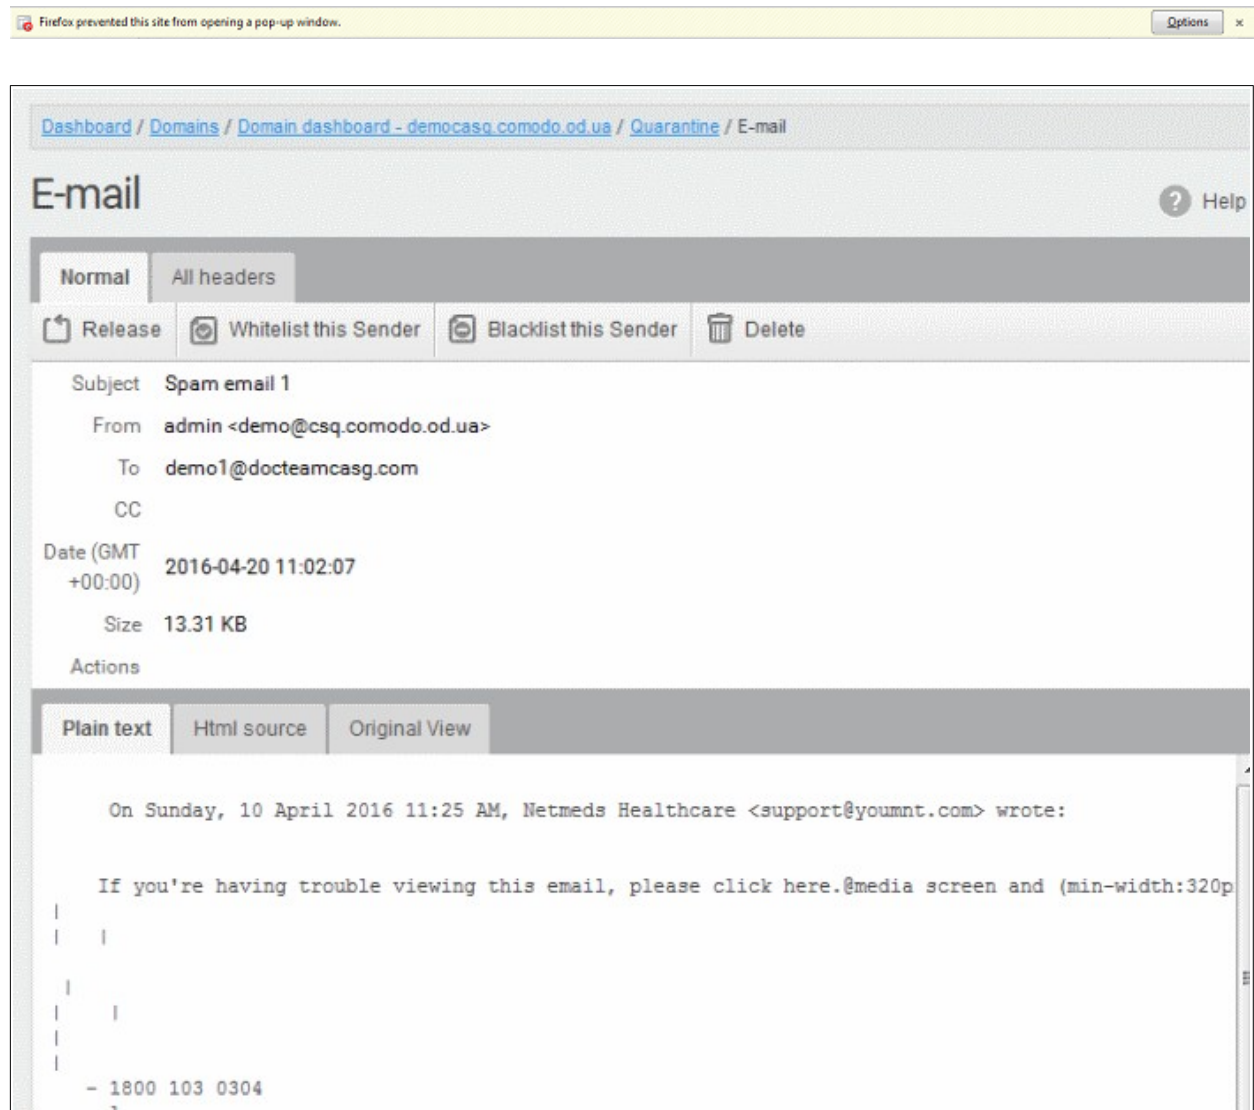 Firefox prevented this site from opening a pop-up window.
Options ×
Dashboard / Domains / Domain dashboard - democasq.comodo.od.ua / Quarantine / E-mail
E-mail
? Help
Normal All headers
Release Whitelist this Sender Blacklist this Sender Delete
Subject Spam email 1
From admin <demo@csq.comodo.od.ua>
To demo1@docteamcasg.com
CC
Date (GMT
+00:00) 2016-04-20 11:02:07
Size 13.31 KB
Actions
Plain text Html source Original View
On Sunday, 10 April 2016 11:25 AM, Netmeds Healthcare <support@youmnt.com> wrote:
If you're having trouble viewing this email, please click here.@media screen and (min-width:320p
|
| |
|
| |
|
|
- 1800 103 0304